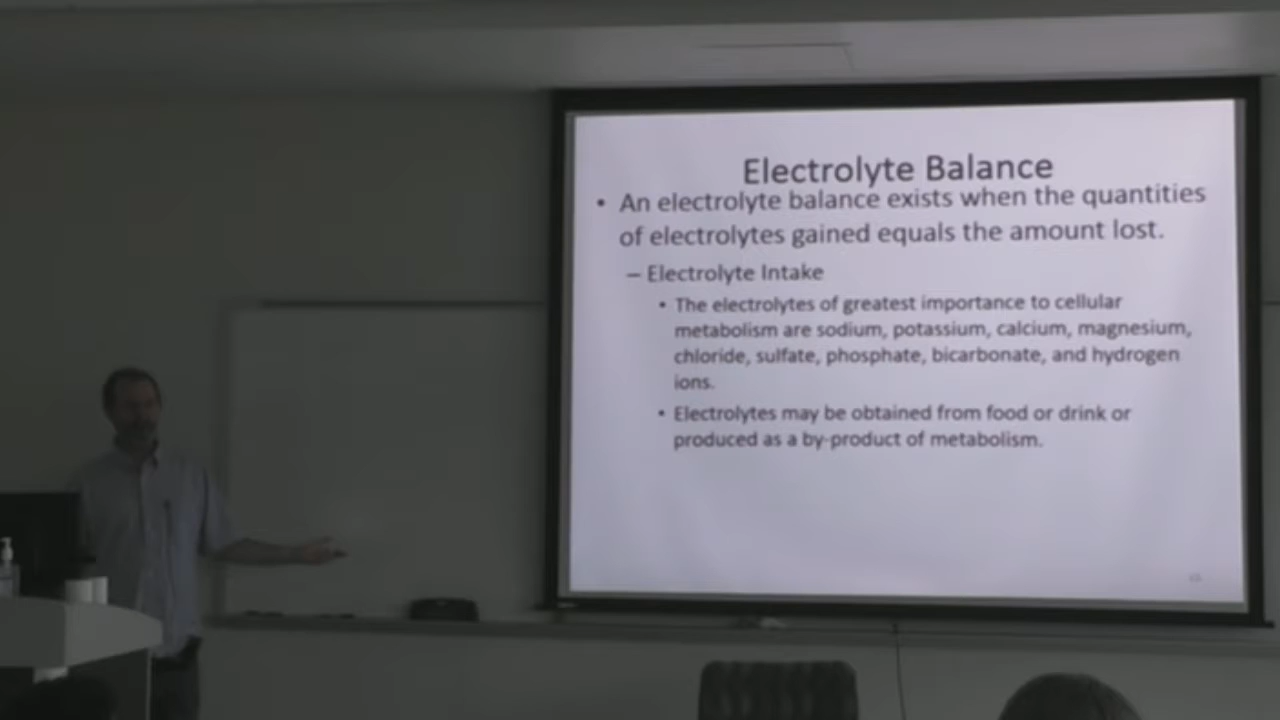 Electrolyte Balance
• An electrolyte balance exists when the quantities
of electrolytes gained equals the amount lost.
– Electrolyte Intake
• The electrolytes of greatest importance to cellular
metabolism are sodium, potassium, calcium, magnesium,
chloride, sulfate, phosphate, bicarbonate, and hydrogen
ions.
• Electrolytes may be obtained from food or drink or
produced as a by-product of metabolism.